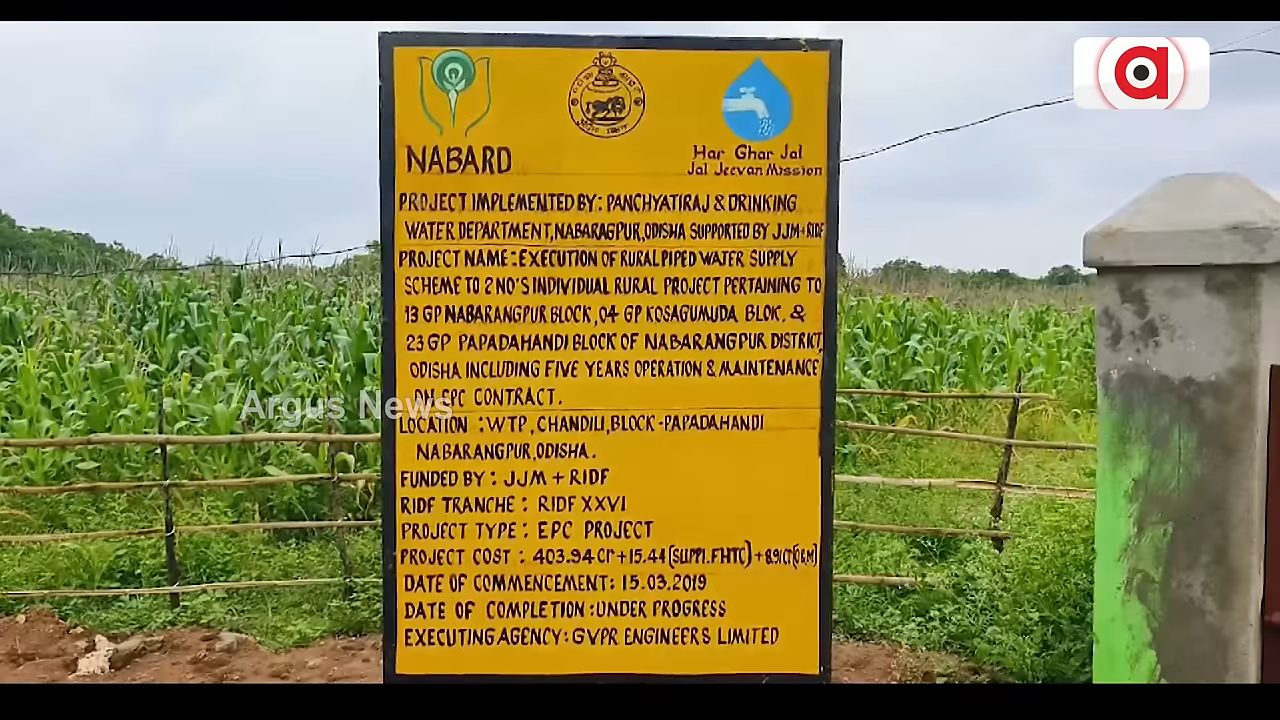 a
NABARD
Har Ghar Jal
Jal Jeevan Mission
PROJECT IMPLEMENTED BY: PANCHYATIRAJ & DRINKING
WATER DEPARTMENT, NABARAGPUR, ODISHA SUPPORTED BY JJM+RIDF
PROJECT NAME: EXECUTION OF RURAL PIPED WATER SUPPLY
SCHEME TO 2 NO'S INDIVIDUAL RURAL PROJECT PERTAINING TO
13 GP NABARANGPUR BLOCK, 04 GP KOSAGUMUDA BLOK, &
23 GP PAPADAHANDI BLOCK OF NABARANGPUR DISTRICT,
ODISHA INCLUDING FIVE YEARS OPERATION & MAINTENANCE
ON EPC CONTRACT.
Argus News
LOCATION : WTP, CHANDILI, BLOCK-PAPADAHANDI
NABARANGPUR, ODISHA.
FUNDED BY: JJM + RIDF
RIDF TRANCHE : RIDF XXVI
PROJECT TYPE : EPC PROJECT
PROJECT COST : 403.94 Cr + 15.44 (SUPPL.FHTC) + 8.91 Cr (O&M)
DATE OF COMMENCEMENT: 15.03.2019
DATE OF COMPLETION : UNDER PROGRESS
EXECUTING AGENCY: GVPR ENGINEERS LIMITED